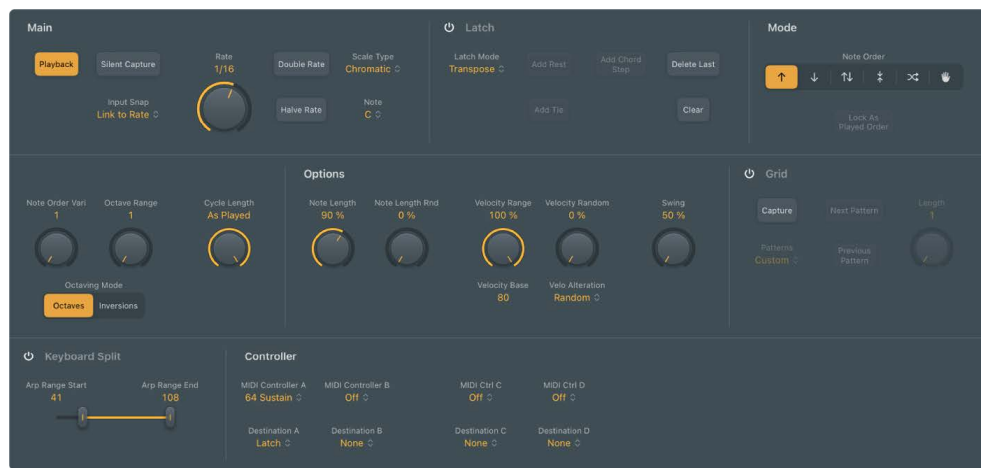 Main
Playback
Silent Capture
Rate
1/16
Double Rate
Scale Type
Chromatic
Input Snap
Link to Rate
Halve Rate
Note
C
Latch
Latch Mode
Transpose
Add Rest
Add Chord
Step
Delete Last
Add Tie
Clear
Mode
Note Order
Lock As
Played Order
Note Order Vari
1
Octave Range
1
Cycle Length
As Played
Octaving Mode
Octaves
Inversions
Options
Note Length
90 %
Note Length Rnd
0 %
Velocity Range
100 %
Velocity Random
0 %
Swing
50 %
Velocity Base
80
Velo Alteration
Random
Grid
Capture
Next Pattern
Length
1
Patterns
Custom
Previous
Pattern
Keyboard Split
Arp Range Start
41
Arp Range End
108
Controller
MIDI Controller A
64 Sustain
MIDI Controller B
Off
MIDI Ctrl C
Off
MIDI Ctrl D
Off
Destination A
Latch
Destination B
None
Destination C
None
Destination D
None